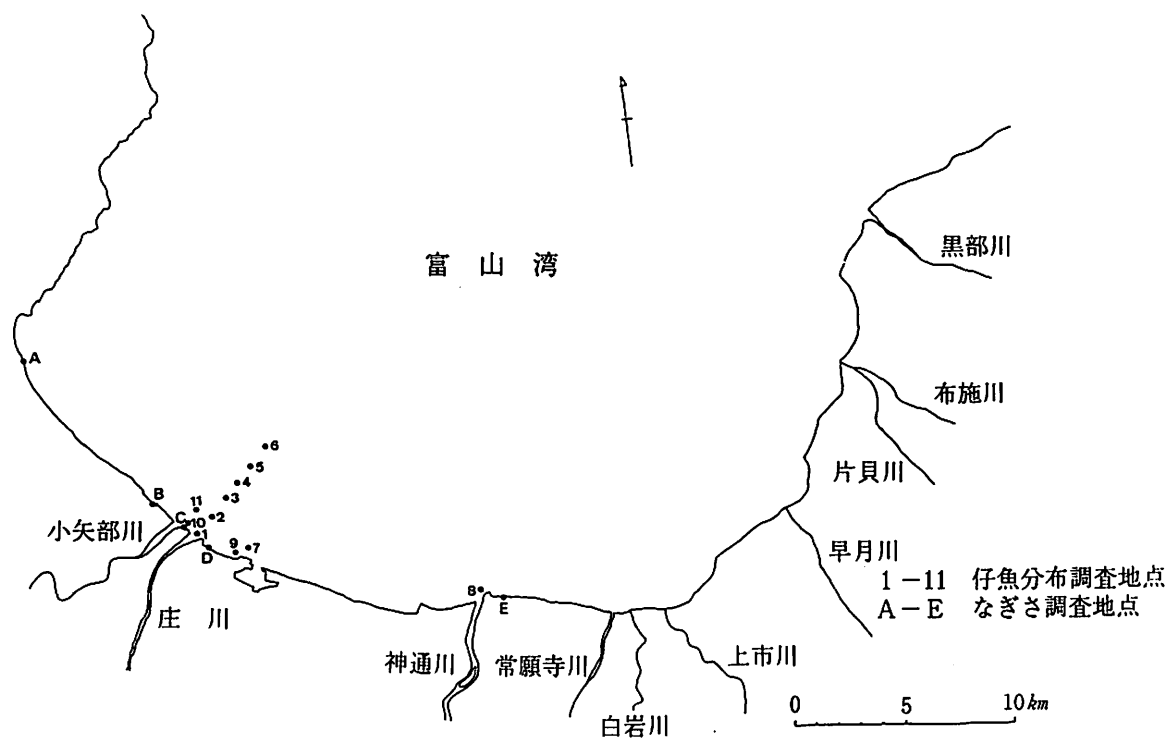 富山湾
黒部川
布施川
片貝川
早月川
上市川
白岩川
常願寺川
神通川
庄川
小矢部川
A
B
C
D
E
1
2
3
4
5
6
7
8
9
10
11
1-11 仔魚分布調査地点
A-E なぎさ調査地点
0 5 10km